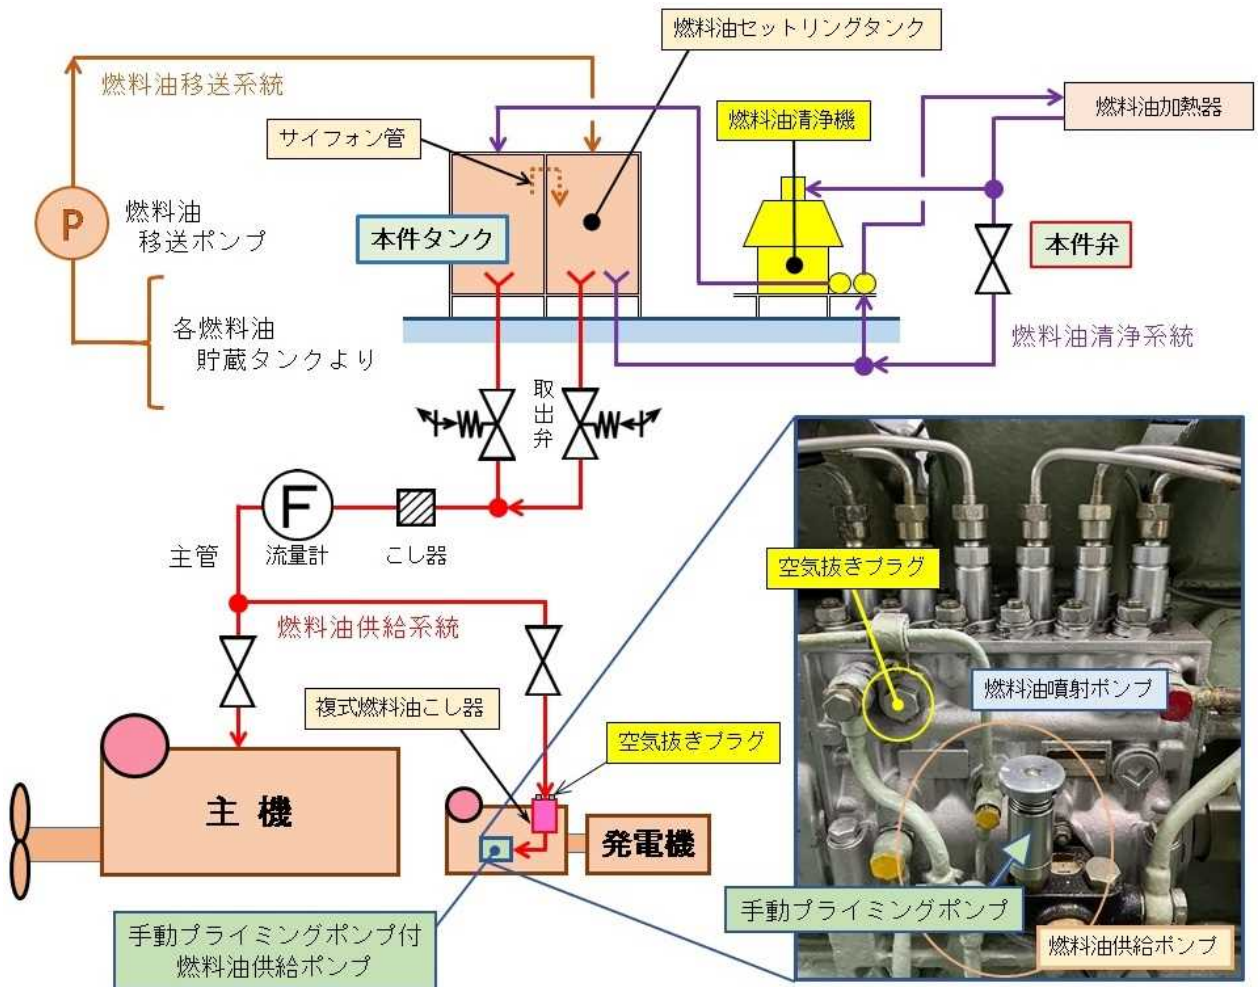 燃料油セットリングタンク
燃料油移送系統
燃料油加熱器
燃料油清浄機
サイフォン管
P
燃料油
移送ポンプ
本件タンク
本件弁
各燃料油
貯蔵タンクより
燃料油清浄系統
取出弁
F
主管
流量計
こし器
空気抜きプラグ
燃料油供給系統
燃料油噴射ポンプ
複式燃料油こし器
空気抜きプラグ
主機
発電機
手動プライミングポンプ
手動プライミングポンプ付
燃料油供給ポンプ
燃料油供給ポンプ